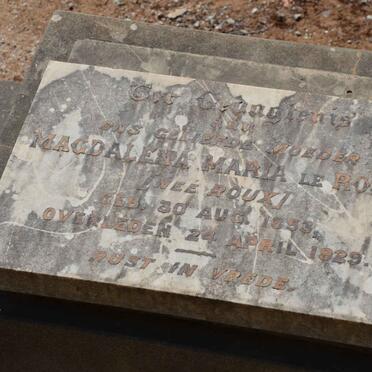 Ter Gedagtenis
AAN
ONS GELIEFDE MOEDER
MAGDALENA MARIA LE RO
(NEE ROUX)
GEB. 30 AUG. 1853.
OVERLEDEN 24 APRIL 1929.
RUST IN VREDE.